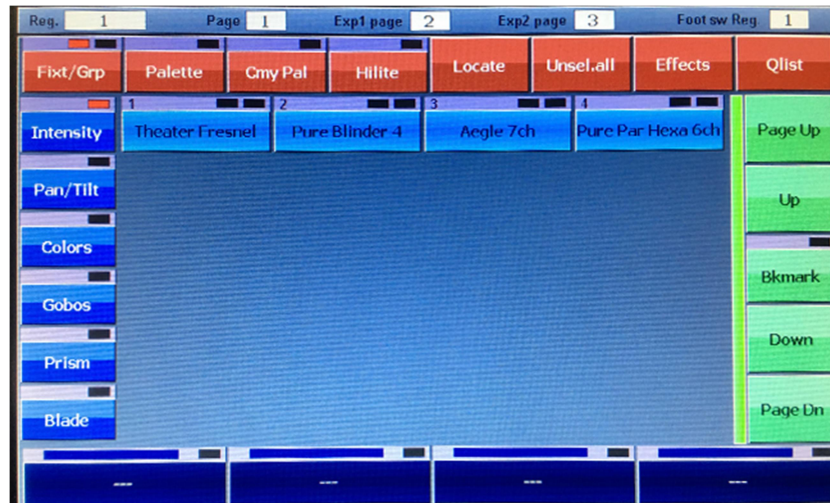 Reg. 1 Page 1 Exp1 page 2 Exp2 page 3 Foot sw Reg. 1
Fixt/Grp Palette Cmy Pal Hilite Locate Unsel.all Effects Qlist
1 2 3 4
Intensity Theater Fresnel Pure Blinder 4 Aegle 7ch Pure Par Hexa 6ch Page Up
Pan/Tilt Up
Colors
Bkmark
Gobos
Down
Prism
Page Dn
Blade
--- --- --- ---